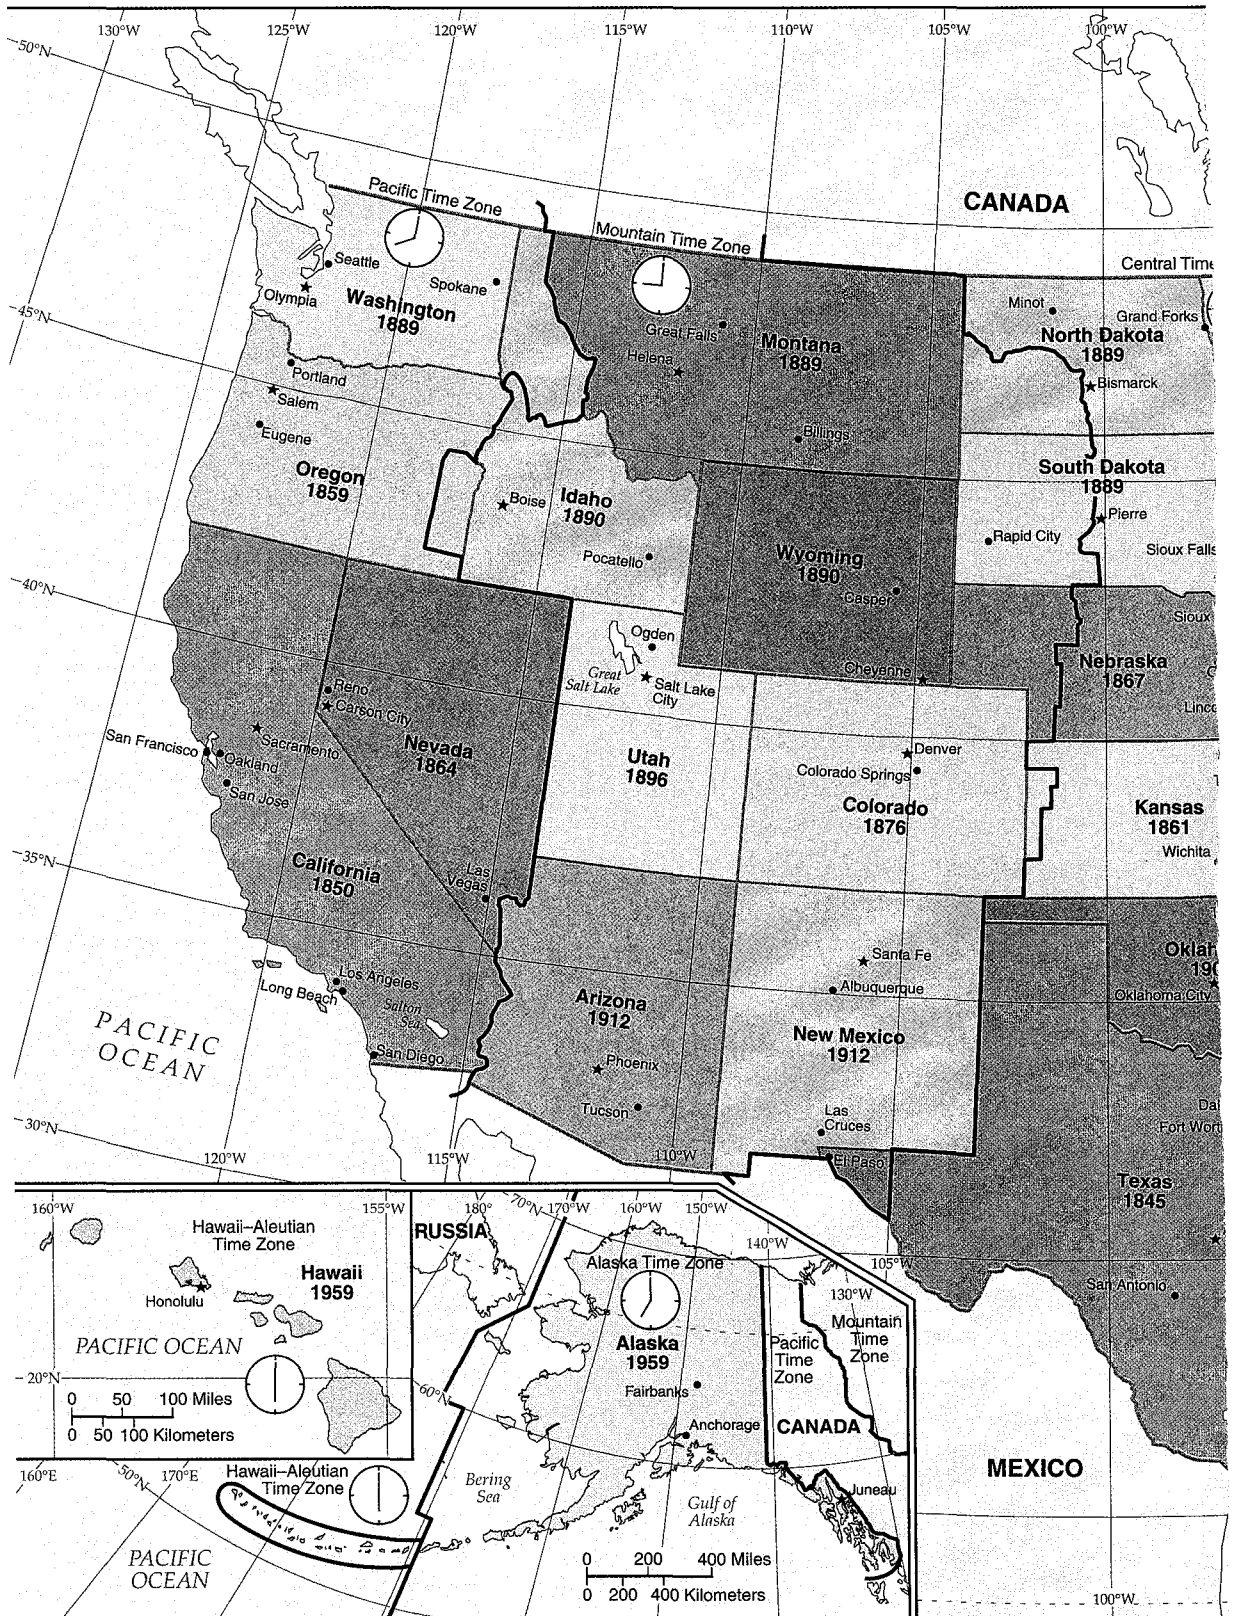 130°W
125°W
120°W
115°W
110°W
105°W
100°W
50°N
CANADA
Pacific Time Zone
Mountain Time Zone
Central Time
Seattle
Spokane
Olympia
Washington
1889
45°N
Great Falls
Helena
Montana
1889
Billings
Minot
Grand Forks
North Dakota
1889
Bismarck
Portland
Salem
Eugene
Oregon
1859
Boise
Idaho
1890
Pocatello
South Dakota
1889
Pierre
Rapid City
Sioux Falls
Wyoming
1890
Casper
Cheyenne
40°N
Sioux
Nebraska
1867
Linco
Ogden
Great
Salt Lake
Salt Lake
City
Reno
Carson City
Nevada
1864
Sacramento
San Francisco
Oakland
San Jose
Utah
1896
Denver
Colorado Springs
Colorado
1876
Kansas
1861
Wichita
35°N
California
1850
Las
Vegas
Los Angeles
Long Beach
Salton
Sea
San Diego
Arizona
1912
Phoenix
Tucson
Santa Fe
Albuquerque
New Mexico
1912
Las
Cruces
El Paso
Oklah
190
Oklahoma City
PACIFIC
OCEAN
30°N
Da
Fort Wort
Texas
1845
San Antonio
120°W
115°W
110°W
105°W
160°W
155°W
Hawaii–Aleutian
Time Zone
Hawaii
1959
Honolulu
PACIFIC OCEAN
20°N
0 50 100 Miles
0 50 100 Kilometers
180°
70°N
170°W
160°W
150°W
140°W
130°W
RUSSIA
Alaska Time Zone
Alaska
1959
Fairbanks
Anchorage
Pacific
Time
Zone
Mountain
Time
Zone
CANADA
60°N
Juneau
Bering
Sea
Gulf of
Alaska
160°E
50°N
170°E
Hawaii–Aleutian
Time Zone
PACIFIC
OCEAN
0 200 400 Miles
0 200 400 Kilometers
MEXICO
100°W